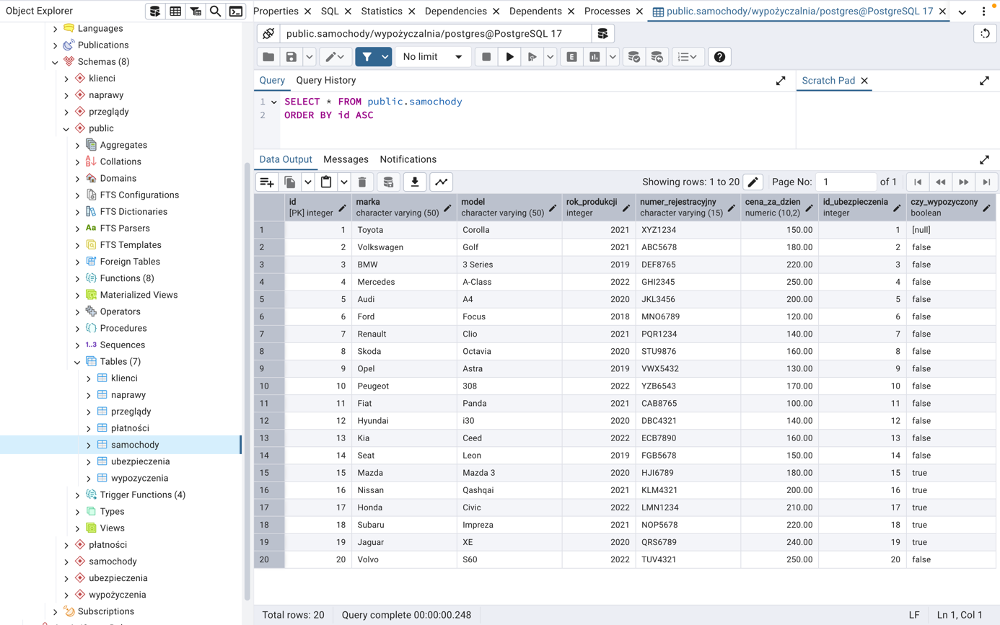 Object Explorer
Properties SQL Statistics Dependencies Dependents Processes public.samochody/wypożyczalnia/postgres@PostgreSQL 17
public.samochody/wypożyczalnia/postgres@PostgreSQL 17
No limit
E
Query Query History
Scratch Pad
1 SELECT * FROM public.samochody
2 ORDER BY id ASC
Languages
Publications
Schemas (8)
klienci
naprawy
przeglądy
public
Aggregates
Collations
Domains
FTS Configurations
FTS Dictionaries
Aa FTS Parsers
FTS Templates
Foreign Tables
Functions (8)
Materialized Views
Operators
Procedures
1..3 Sequences
Tables (7)
klienci
naprawy
przeglądy
płatności
samochody
ubezpieczenia
wypozyczenia
Trigger Functions (4)
Types
Views
płatności
samochody
ubezpieczenia
wypożyczenia
Subscriptions
Data Output Messages Notifications
Showing rows: 1 to 20 Page No: 1 of 1
id marka model rok_produkcji numer_rejestracyjny cena_za_dzien id_ubezpieczenia czy_wypozyczony
[PK] integer character varying (50) character varying (50) integer character varying (15) numeric (10,2) integer boolean
1 1 Toyota Corolla 2021 XYZ1234 150.00 1 [null]
2 2 Volkswagen Golf 2021 ABC5678 180.00 2 false
3 3 BMW 3 Series 2019 DEF8765 220.00 3 false
4 4 Mercedes A-Class 2022 GHI2345 250.00 4 false
5 5 Audi A4 2020 JKL3456 200.00 5 false
6 6 Ford Focus 2018 MNO6789 120.00 6 false
7 7 Renault Clio 2021 PQR1234 140.00 7 false
8 8 Skoda Octavia 2020 STU9876 160.00 8 false
9 9 Opel Astra 2019 VWX5432 130.00 9 false
10 10 Peugeot 308 2022 YZB6543 170.00 10 false
11 11 Fiat Panda 2021 CAB8765 100.00 11 false
12 12 Hyundai i30 2020 DBC4321 140.00 12 false
13 13 Kia Ceed 2022 ECB7890 160.00 13 false
14 14 Seat Leon 2019 FGB5678 150.00 14 false
15 15 Mazda Mazda 3 2020 HJI6789 180.00 15 true
16 16 Nissan Qashqai 2021 KLM4321 200.00 16 true
17 17 Honda Civic 2022 LMN1234 210.00 17 true
18 18 Subaru Impreza 2021 NOP5678 220.00 18 true
19 19 Jaguar XE 2020 QRS6789 240.00 19 true
20 20 Volvo S60 2022 TUV4321 250.00 20 false
Total rows: 20 Query complete 00:00:00.248 LF Ln 1, Col 1